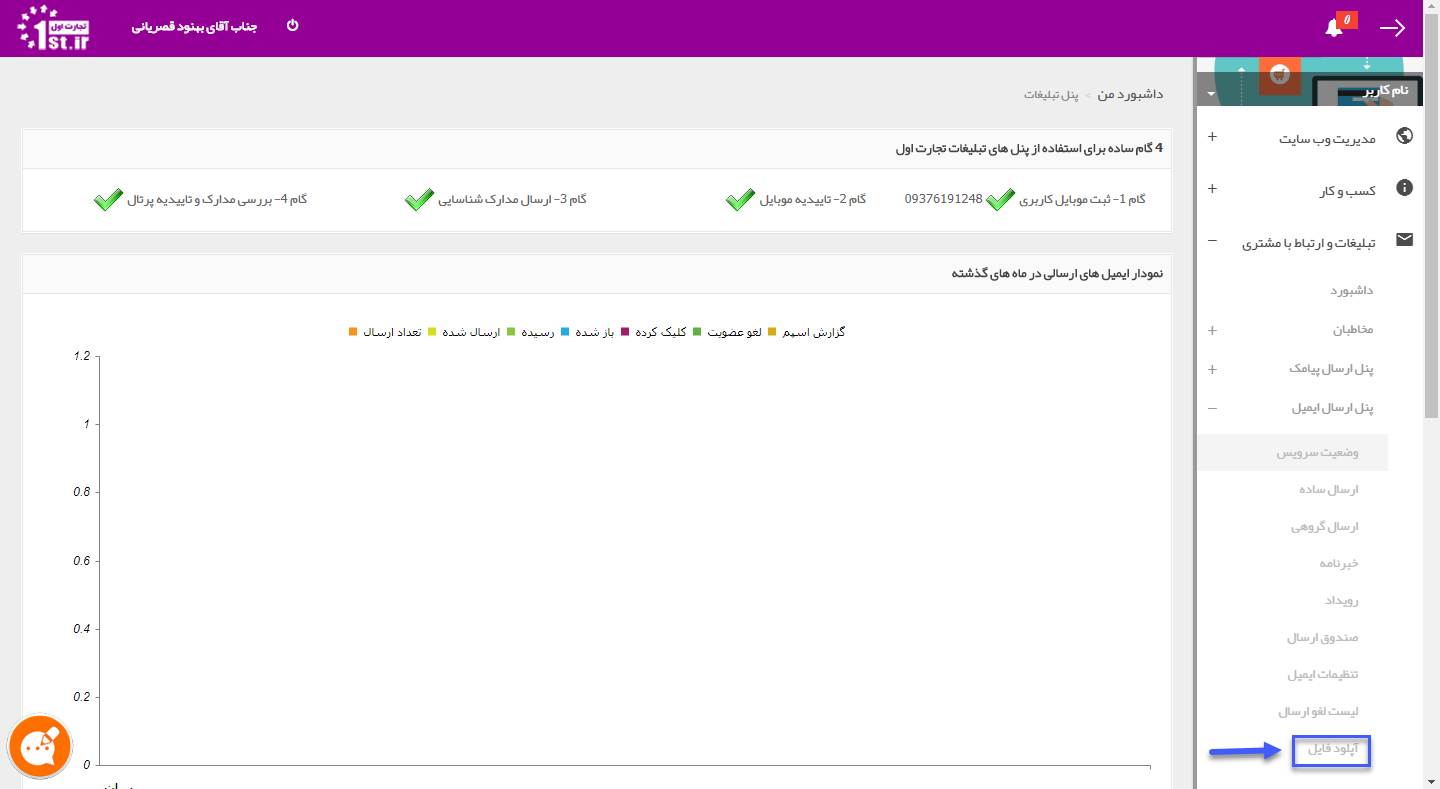 0
جناب آقای بهنود قصریانی
تجارت اول
1st.ir
نام کاربر
مدیریت وب سایت
کسب و کار
تبلیغات و ارتباط با مشتری
داشبورد
مخاطبان
پنل ارسال پیامک
پنل ارسال ایمیل
وضعیت سرویس
ارسال ساده
ارسال گروهی
خبرنامه
رویداد
صندوق ارسال
تنظیمات ایمیل
لیست لغو ارسال
آپلود فایل
داشبورد من > پنل تبلیغات
4 گام ساده برای استفاده از پنل های تبلیغات تجارت اول
گام 1- ثبت موبایل کاربری 09376191248 گام 2- تاییدیه موبایل گام 3- ارسال مدارک شناسایی گام 4- بررسی مدارک و تاییدیه پرتال
نمودار ایمیل های ارسالی در ماه های گذشته
گزارش اسپم لغو عضویت کلیک کرده باز شده رسیده ارسال شده تعداد ارسال
1.2
1
0.8
0.6
0.4
0.2
0